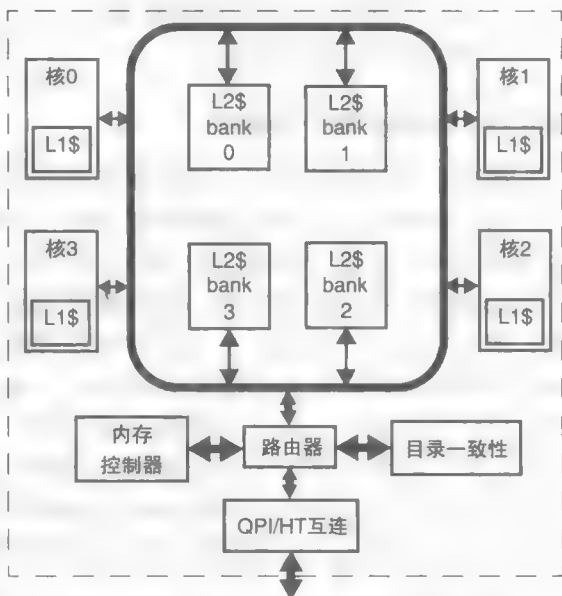 核0
L1$
L2$
bank
0
L2$
bank
1
核1
L1$
核3
L1$
L2$
bank
3
L2$
bank
2
核2
L1$
内存
控制器
路由器
目录一致性
QPI/HT互连